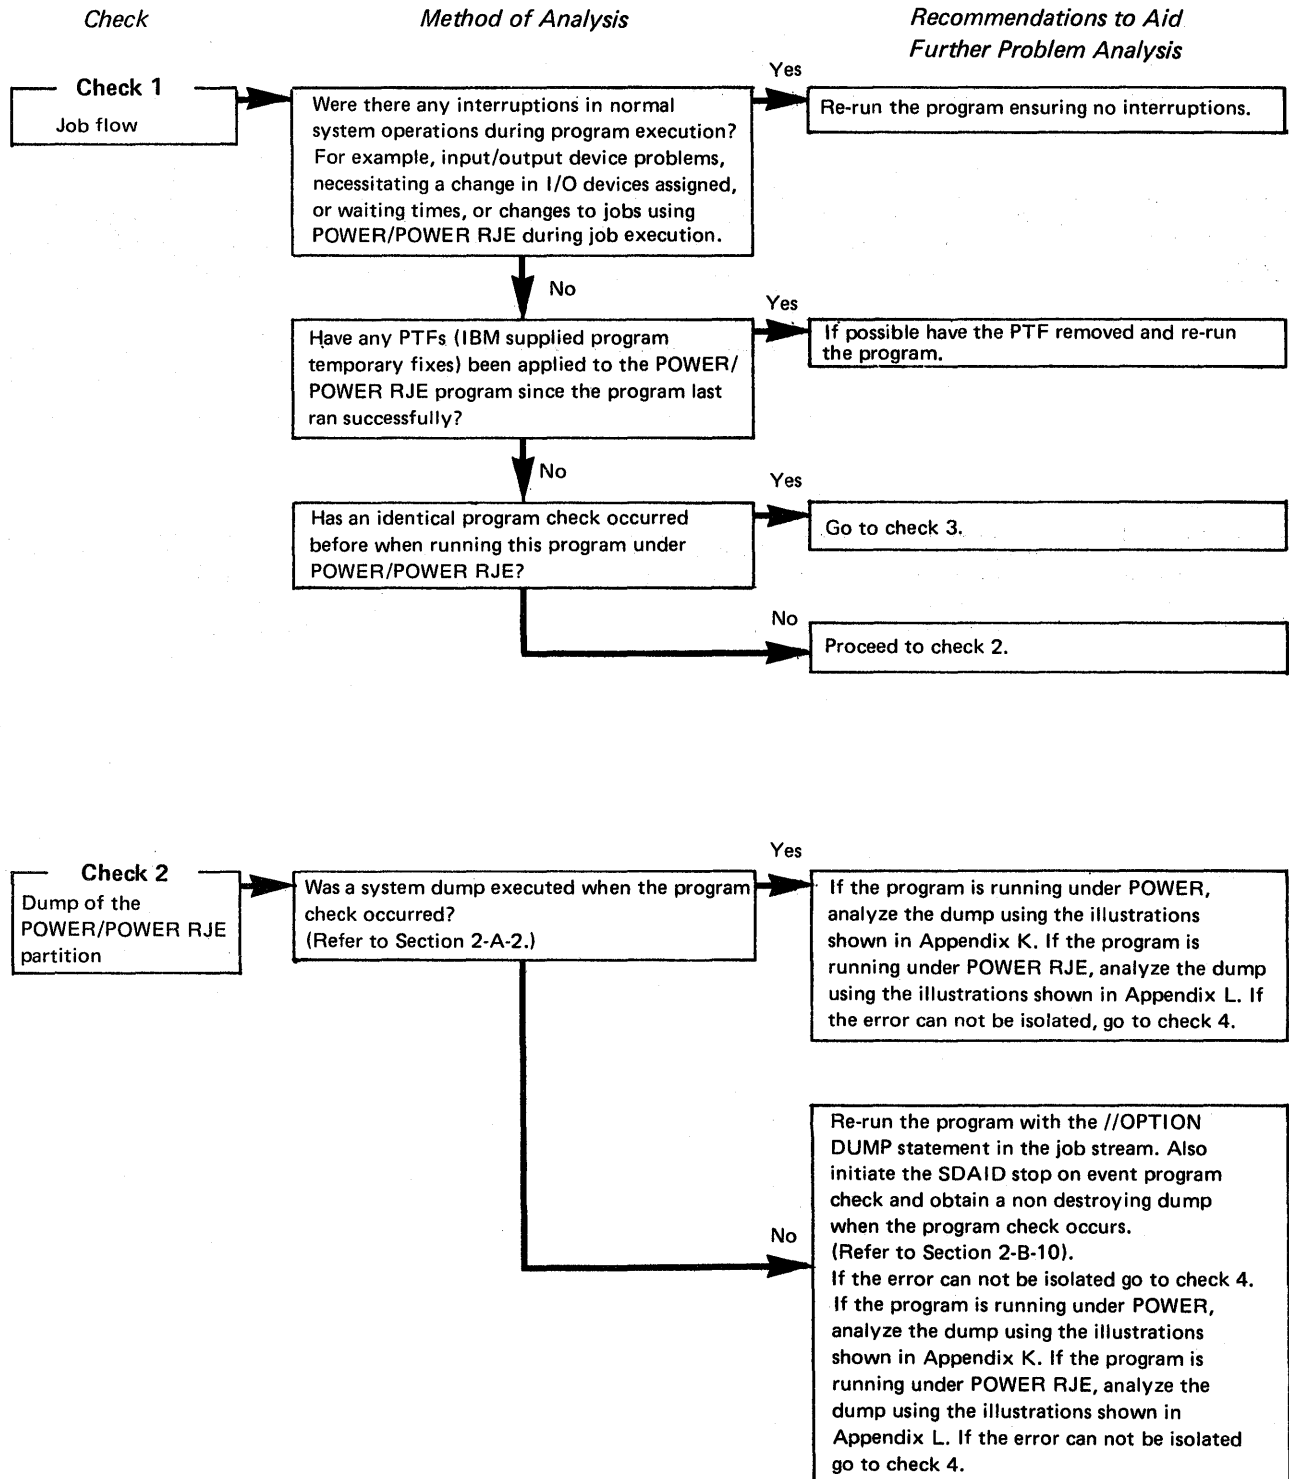 Check
Method of Analysis
Recommendations to Aid
Further Problem Analysis
Check 1
Job flow
Were there any interruptions in normal
system operations during program execution?
For example, input/output device problems,
necessitating a change in I/O devices assigned,
or waiting times, or changes to jobs using
POWER/POWER RJE during job execution.
Yes
Re-run the program ensuring no interruptions.
No
Have any PTFs (IBM supplied program
temporary fixes) been applied to the POWER/
POWER RJE program since the program last
ran successfully?
Yes
If possible have the PTF removed and re-run
the program.
No
Has an identical program check occurred
before when running this program under
POWER/POWER RJE?
Yes
Go to check 3.
No
Proceed to check 2.
Check 2
Dump of the
POWER/POWER RJE
partition
Was a system dump executed when the program
check occurred?
(Refer to Section 2-A-2.)
Yes
If the program is running under POWER,
analyze the dump using the illustrations
shown in Appendix K. If the program is
running under POWER RJE, analyze the dump
using the illustrations shown in Appendix L. If
the error can not be isolated, go to check 4.
No
Re-run the program with the //OPTION
DUMP statement in the job stream. Also
initiate the SDAID stop on event program
check and obtain a non destroying dump
when the program check occurs.
(Refer to Section 2-B-10).
If the error can not be isolated go to check 4.
If the program is running under POWER,
analyze the dump using the illustrations
shown in Appendix K. If the program is
running under POWER RJE, analyze the
dump using the illustrations shown in
Appendix L. If the error can not be isolated
go to check 4.